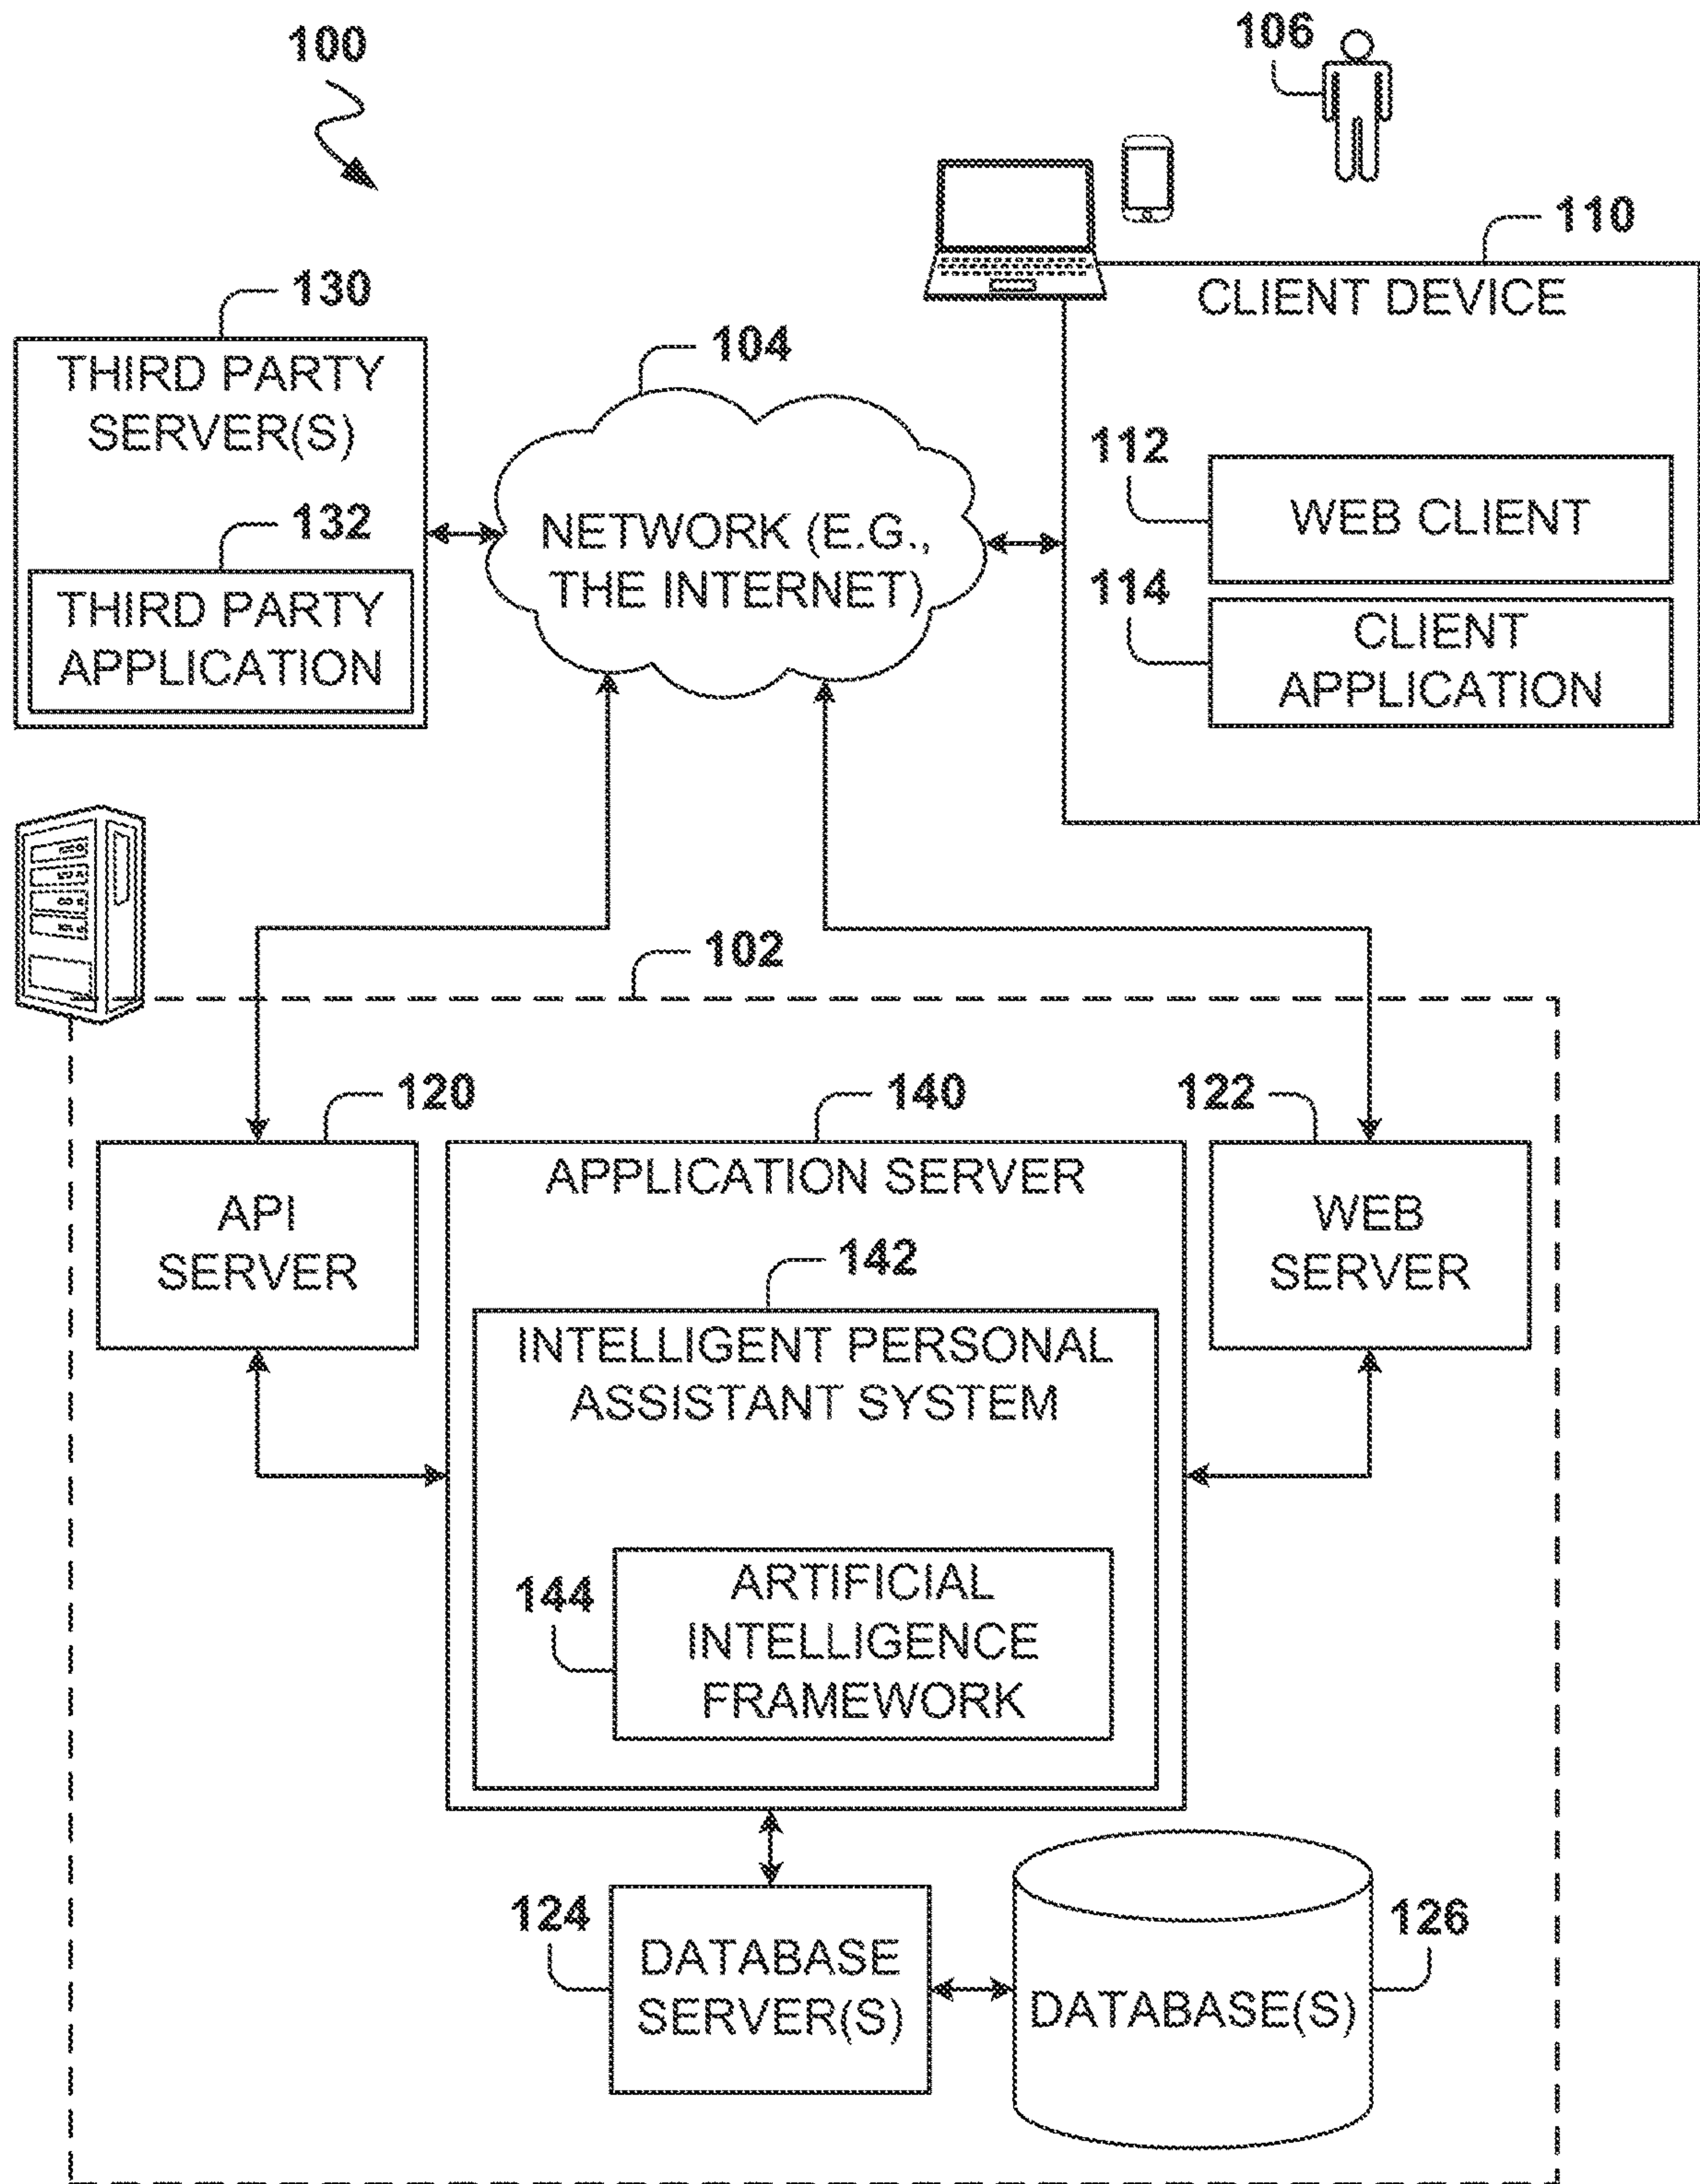 100
106
110
CLIENT DEVICE
130
THIRD PARTY
SERVER(S)
132
THIRD PARTY
APPLICATION
104
NETWORK (E.G.,
THE INTERNET)
112
WEB CLIENT
114
CLIENT
APPLICATION
102
120
API
SERVER
140
APPLICATION SERVER
142
INTELLIGENT PERSONAL
ASSISTANT SYSTEM
144
ARTIFICIAL
INTELLIGENCE
FRAMEWORK
122
WEB
SERVER
124
DATABASE
SERVER(S)
126
DATABASE(S)